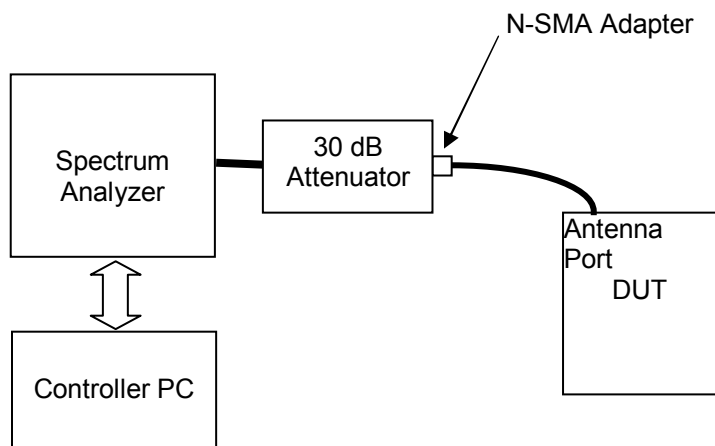 N-SMA Adapter
Spectrum
Analyzer
30 dB
Attenuator
Antenna
Port
DUT
Controller PC